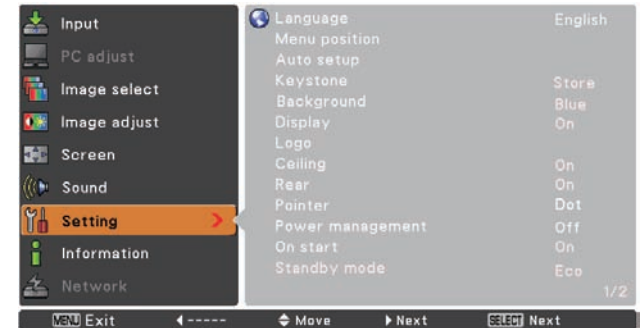 Input
PC adjust
Image select
Image adjust
Screen
Sound
Setting
Information
Network
Language English
Menu position
Auto setup
Keystone Store
Background Blue
Display On
Logo
Ceiling On
Rear On
Pointer Dot
Power management Off
On start On
Standby mode Eco
1/2
MENU Exit ◀----- Move Next SELECT Next